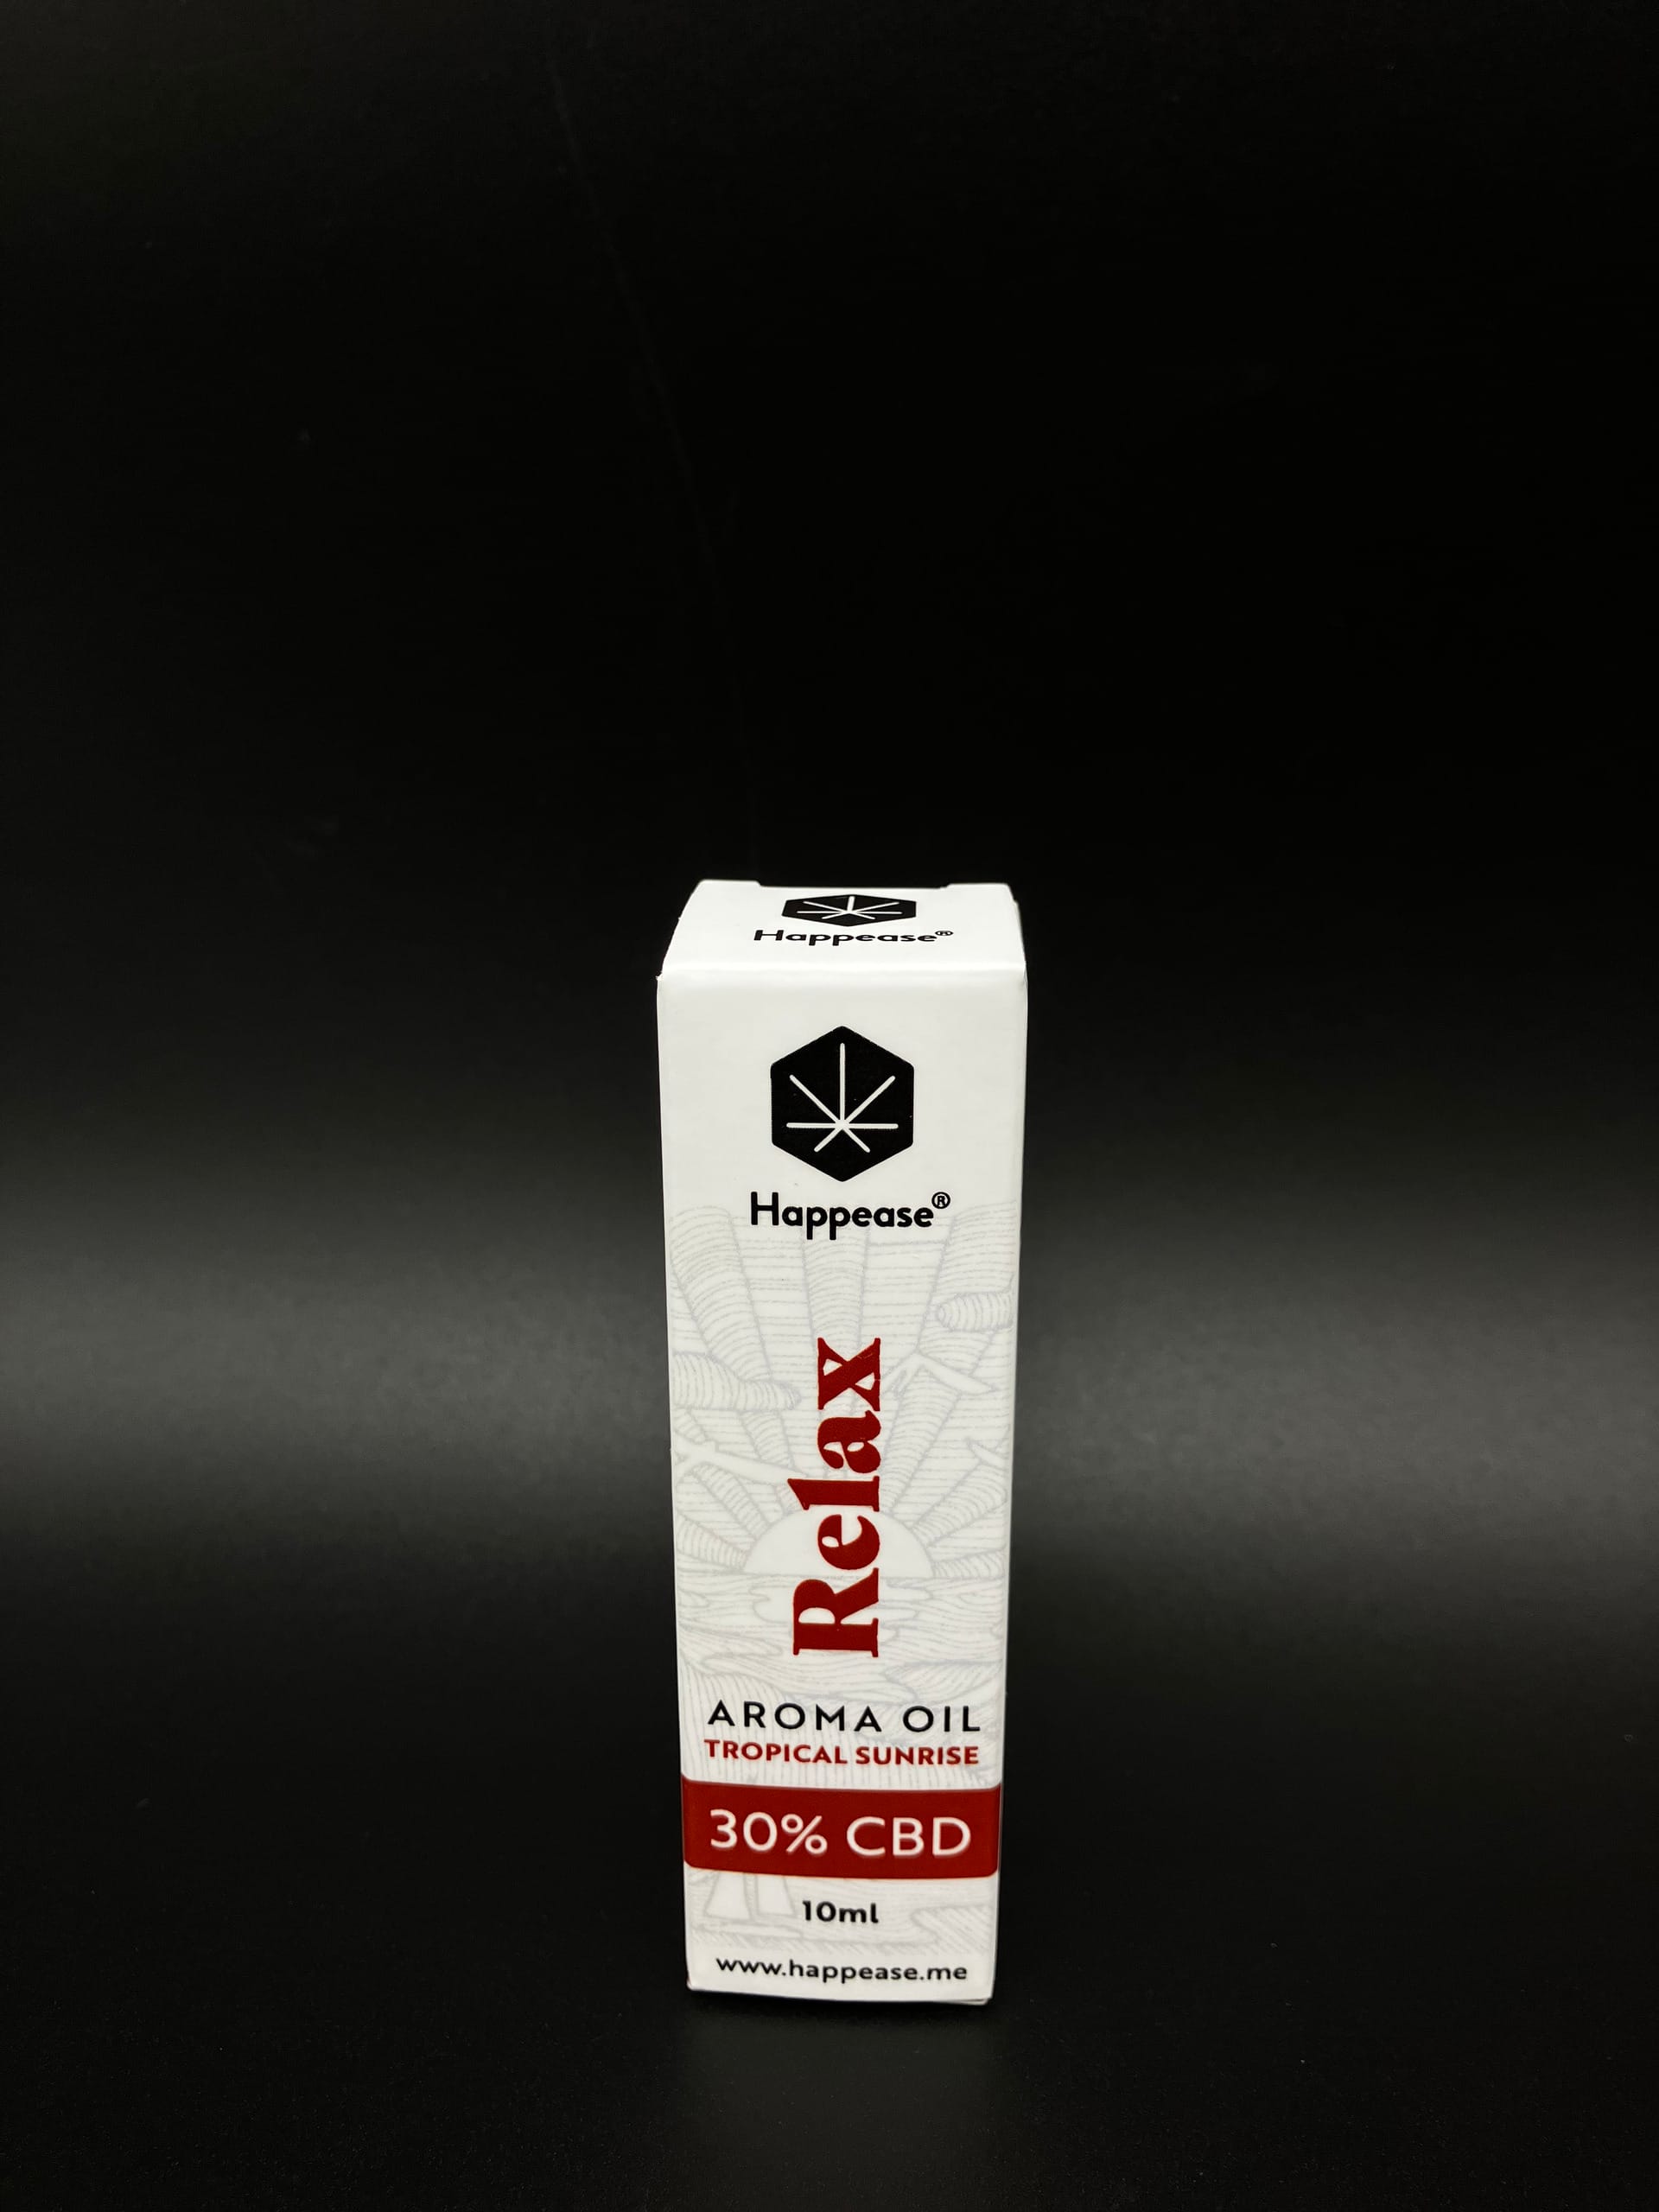 Happease®
Happease®
Relax
AROMA OIL
TROPICAL SUNRISE
30% CBD
10ml
www.happease.me